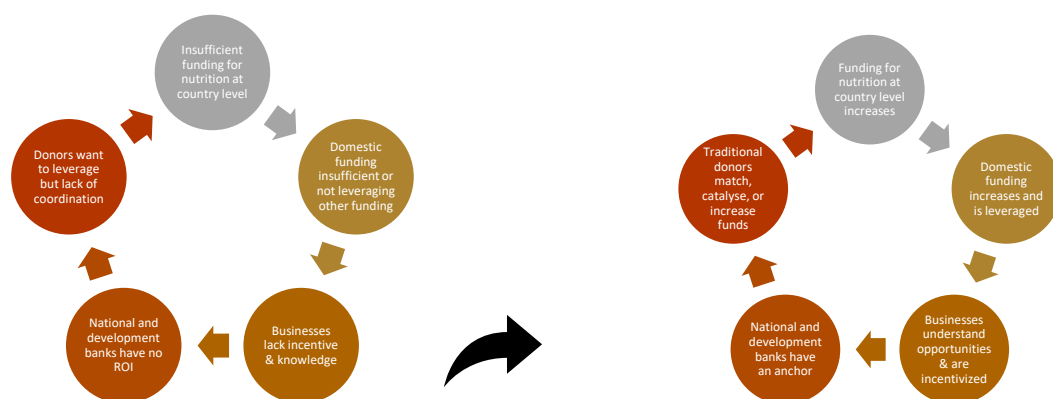 Insufficient
funding for
nutrition at
country level
Domestic
funding
insufficient or
not leveraging
other funding
Businesses
lack incentive
& knowledge
National and
development
banks have no
ROI
Donors want
to leverage
but lack of
coordination
Funding for
nutrition at
country level
increases
Domestic
funding
increases and
is leveraged
Businesses
understand
opportunities
& are
incentivized
National and
development
banks have
an anchor
Traditional
donors
match,
catalyse, or
increase
funds